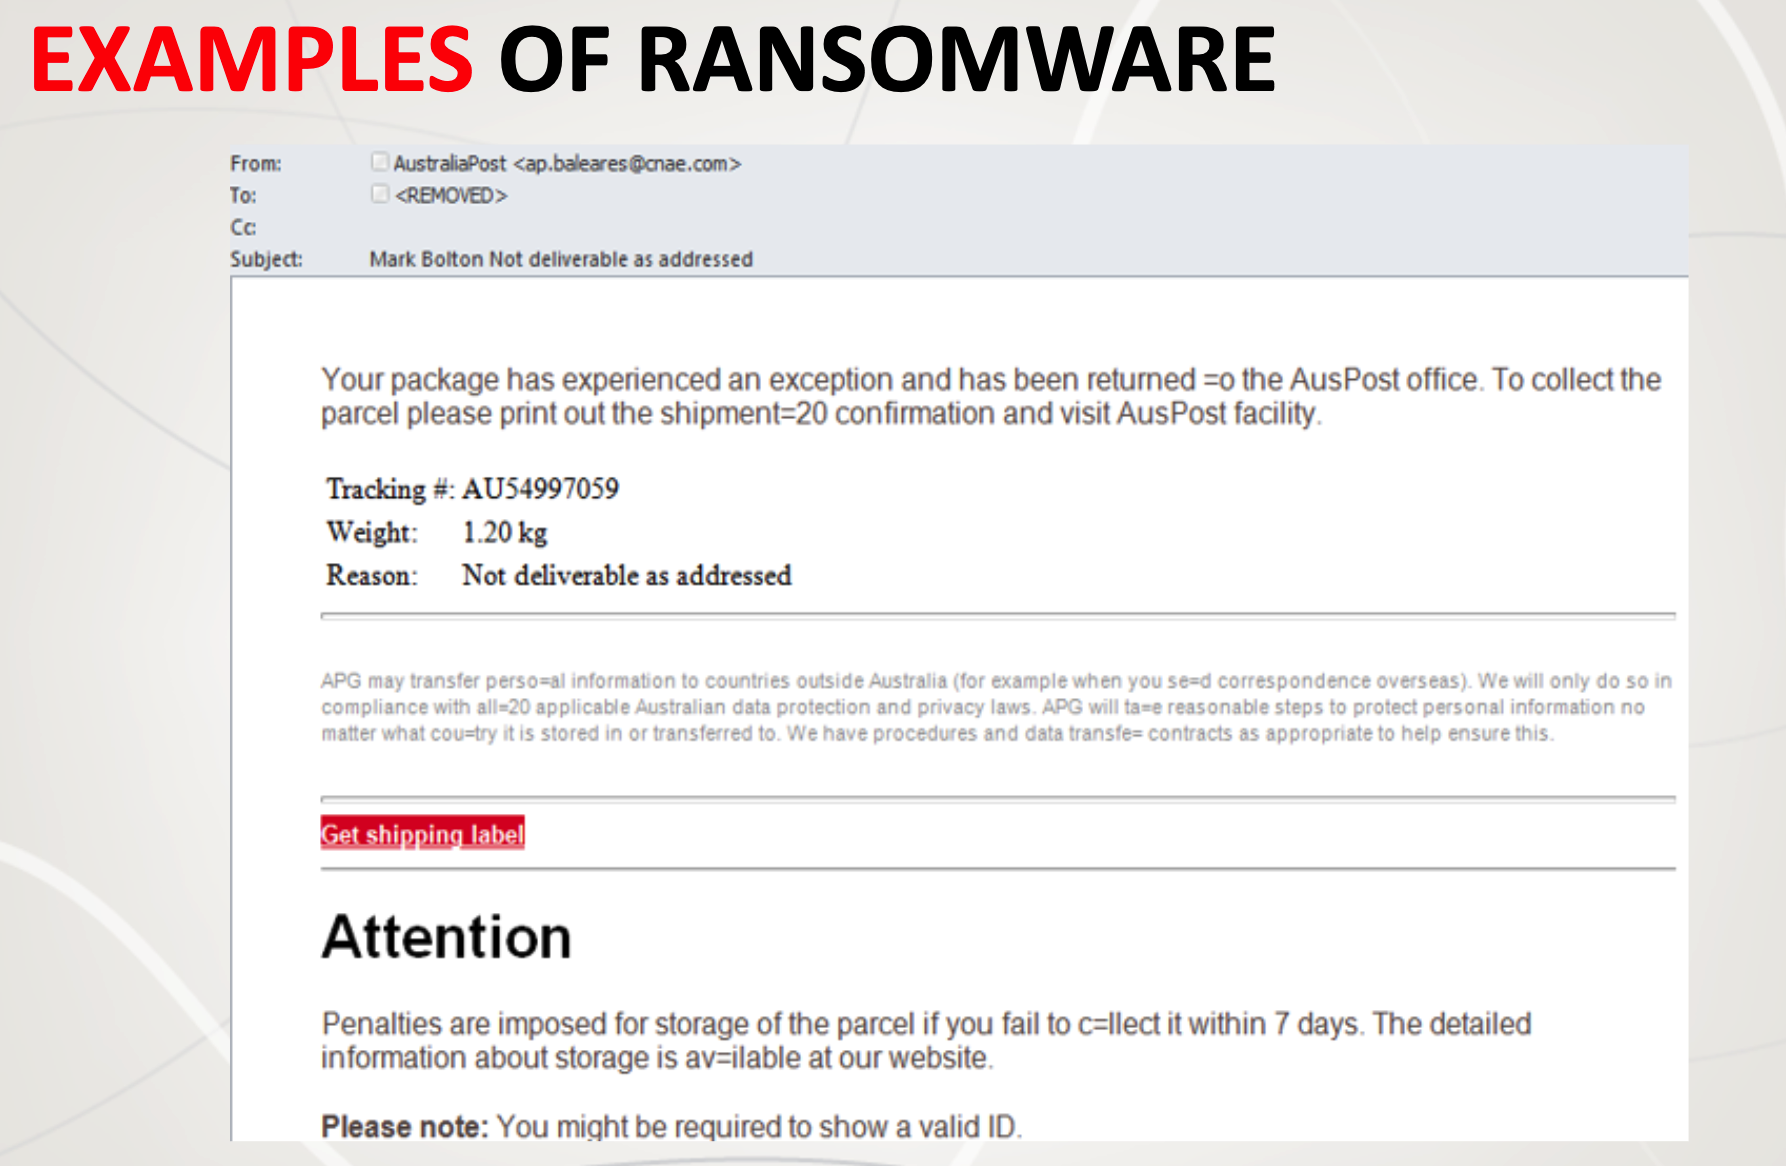 EXAMPLES OF RANSOMWARE
From: AustraliaPost <ap.baleares@cnae.com>
To: <REMOVED>
Cc:
Subject: Mark Bolton Not deliverable as addressed
Your package has experienced an exception and has been returned =o the AusPost office. To collect the
parcel please print out the shipment=20 confirmation and visit AusPost facility.
Tracking #: AU54997059
Weight: 1.20 kg
Reason: Not deliverable as addressed
APG may transfer perso=al information to countries outside Australia (for example when you se=d correspondence overseas). We will only do so in
compliance with all=20 applicable Australian data protection and privacy laws. APG will ta=e reasonable steps to protect personal information no
matter what cou=try it is stored in or transferred to. We have procedures and data transfe= contracts as appropriate to help ensure this.
Get shipping label
Attention
Penalties are imposed for storage of the parcel if you fail to c=llect it within 7 days. The detailed
information about storage is av=ilable at our website.
Please note: You might be required to show a valid ID.